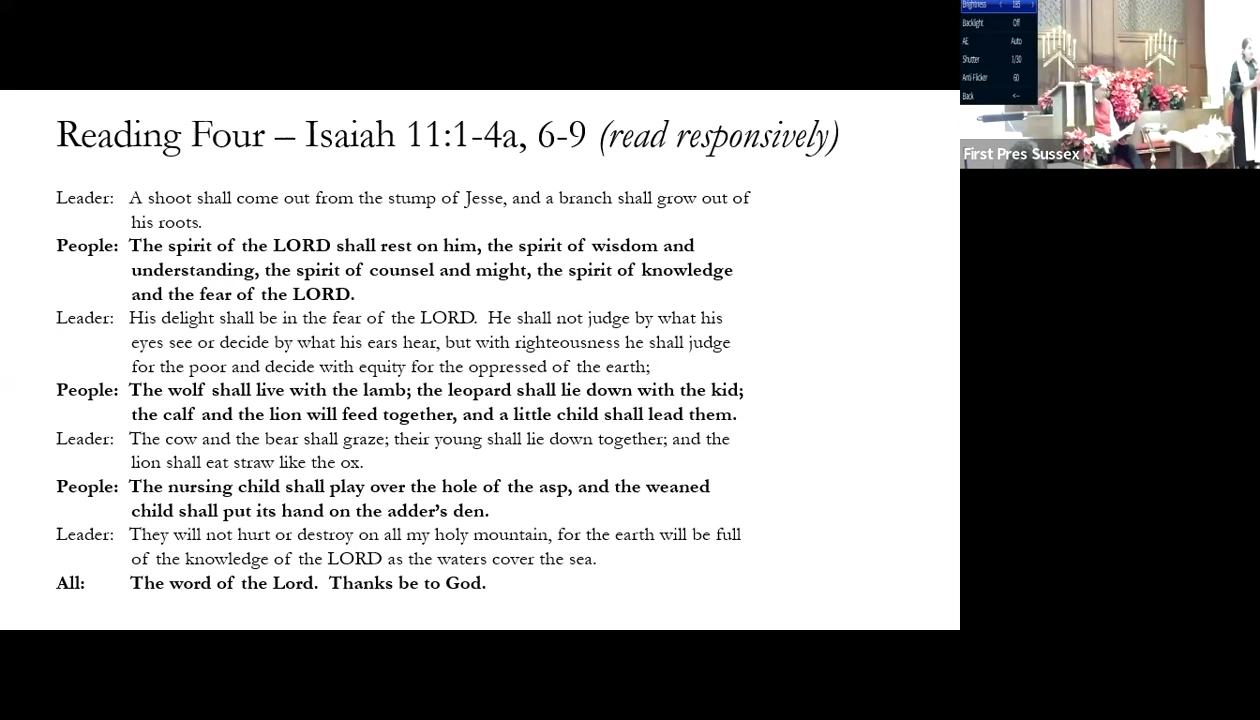 Reading Four – Isaiah 11:1-4a, 6-9 (read responsively)
Leader: A shoot shall come out from the stump of Jesse, and a branch shall grow out of
his roots.
People: The spirit of the LORD shall rest on him, the spirit of wisdom and
understanding, the spirit of counsel and might, the spirit of knowledge
and the fear of the LORD.
Leader: His delight shall be in the fear of the LORD. He shall not judge by what his
eyes see or decide by what his ears hear, but with righteousness he shall judge
for the poor and decide with equity for the oppressed of the earth;
People: The wolf shall live with the lamb; the leopard shall lie down with the kid;
the calf and the lion will feed together, and a little child shall lead them.
Leader: The cow and the bear shall graze; their young shall lie down together; and the
lion shall eat straw like the ox.
People: The nursing child shall play over the hole of the asp, and the weaned
child shall put its hand on the adder's den.
Leader: They will not hurt or destroy on all my holy mountain, for the earth will be full
of the knowledge of the LORD as the waters cover the sea.
All: The word of the Lord. Thanks be to God.
Brightness
Backlight Off
AE Auto
Shutter 1/30
Anti-Flicker 60
Back <--
First Pres Sussex